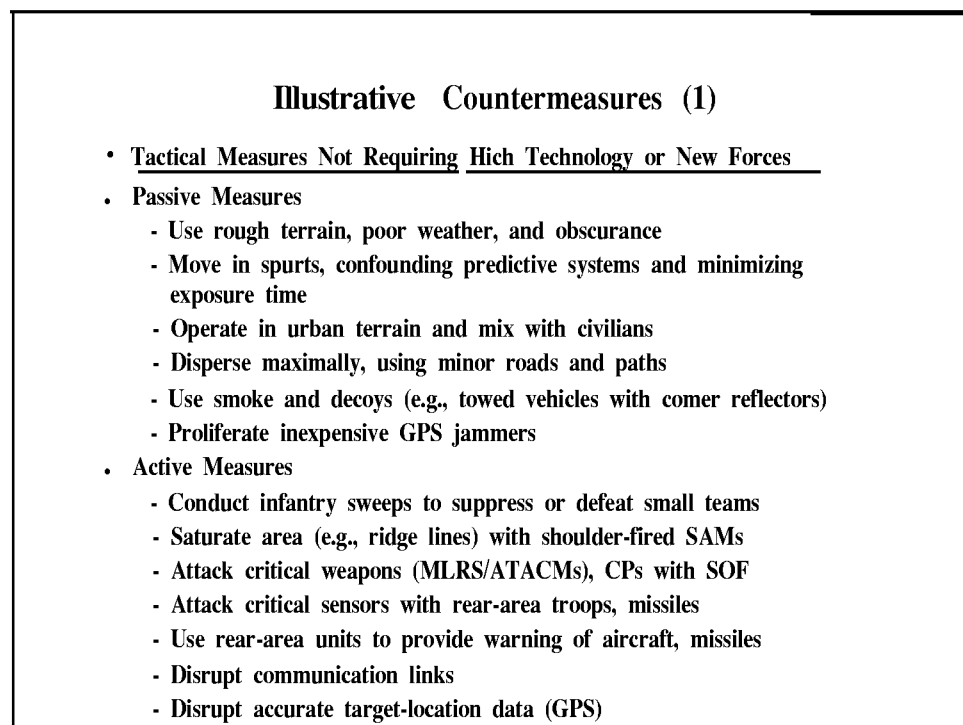 Illustrative Countermeasures (1)
• Tactical Measures Not Requiring Hich Technology or New Forces
. Passive Measures
- Use rough terrain, poor weather, and obscurance
- Move in spurts, confounding predictive systems and minimizing
exposure time
- Operate in urban terrain and mix with civilians
- Disperse maximally, using minor roads and paths
- Use smoke and decoys (e.g., towed vehicles with comer reflectors)
- Proliferate inexpensive GPS jammers
. Active Measures
- Conduct infantry sweeps to suppress or defeat small teams
- Saturate area (e.g., ridge lines) with shoulder-fired SAMs
- Attack critical weapons (MLRS/ATACMs), CPs with SOF
- Attack critical sensors with rear-area troops, missiles
- Use rear-area units to provide warning of aircraft, missiles
- Disrupt communication links
- Disrupt accurate target-location data (GPS)